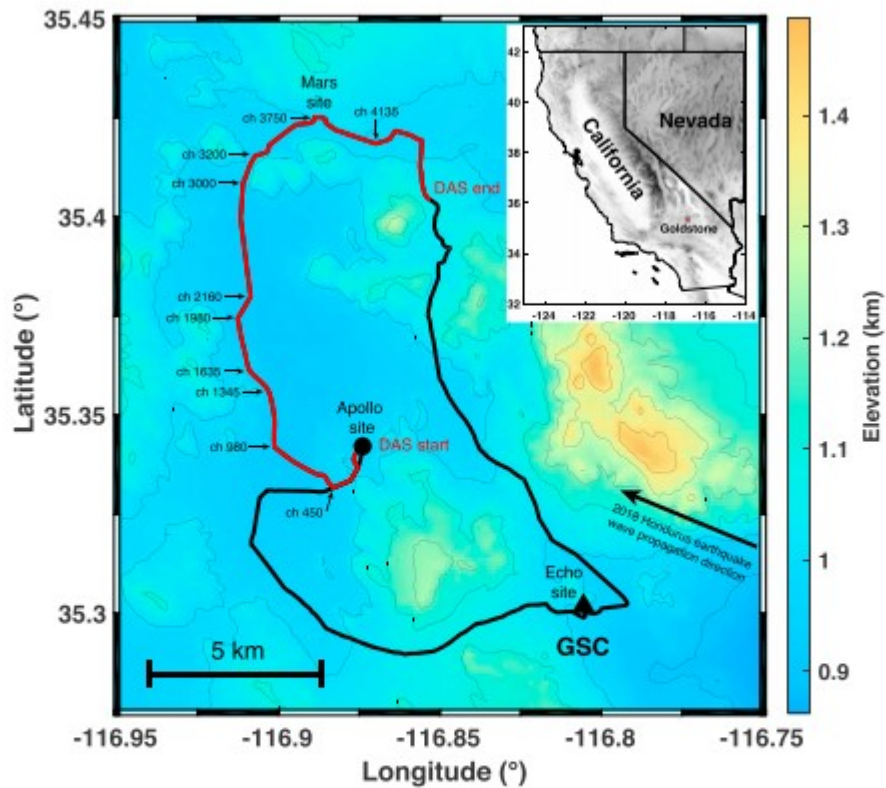 35.45
35.4
35.35
35.3
Latitude (°)
-116.95
-116.9
-116.85
-116.8
-116.75
Longitude (°)
Mars
site
ch 3750
ch 4135
ch 3200
ch 3000
DAS end
ch 2160
ch 1980
ch 1635
ch 1345
Apollo
site
DAS start
ch 980
ch 450
2018 Hondurus earthquake
wave propagation
direction
Echo
site
GSC
5 km
42
40
38
36
34
32
-124
-122
-120
-118
-116
-114
California
Nevada
Goldstone
1.4
1.3
1.2
1.1
1
0.9
Elevation (km)